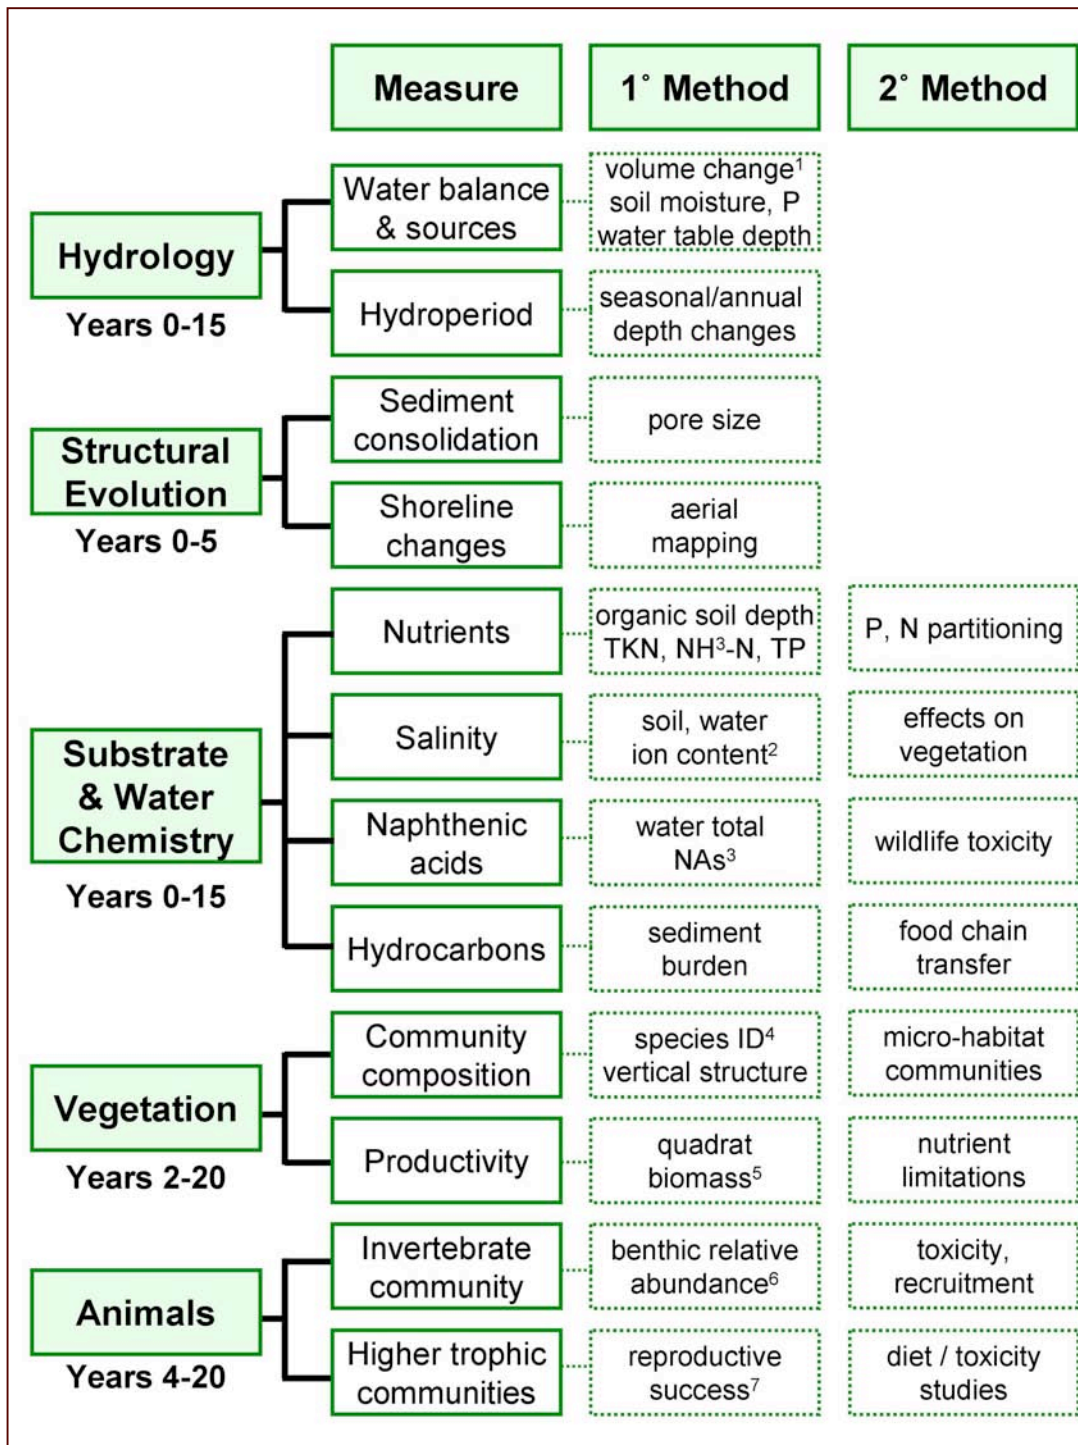 Measure
1˚ Method
2˚ Method
Hydrology
Years 0-15
Water balance
& sources
volume change¹
soil moisture, P
water table depth
Hydroperiod
seasonal/annual
depth changes
Structural
Evolution
Years 0-5
Sediment
consolidation
pore size
Shoreline
changes
aerial
mapping
Substrate
& Water
Chemistry
Years 0-15
Nutrients
organic soil depth
TKN, NH³-N, TP
P, N partitioning
Salinity
soil, water
ion content²
effects on
vegetation
Naphthenic
acids
water total
NAs³
wildlife toxicity
Hydrocarbons
sediment
burden
food chain
transfer
Vegetation
Years 2-20
Community
composition
species ID⁴
vertical structure
micro-habitat
communities
Productivity
quadrat
biomass⁵
nutrient
limitations
Animals
Years 4-20
Invertebrate
community
benthic relative
abundance⁶
toxicity,
recruitment
Higher trophic
communities
reproductive
success⁷
diet / toxicity
studies